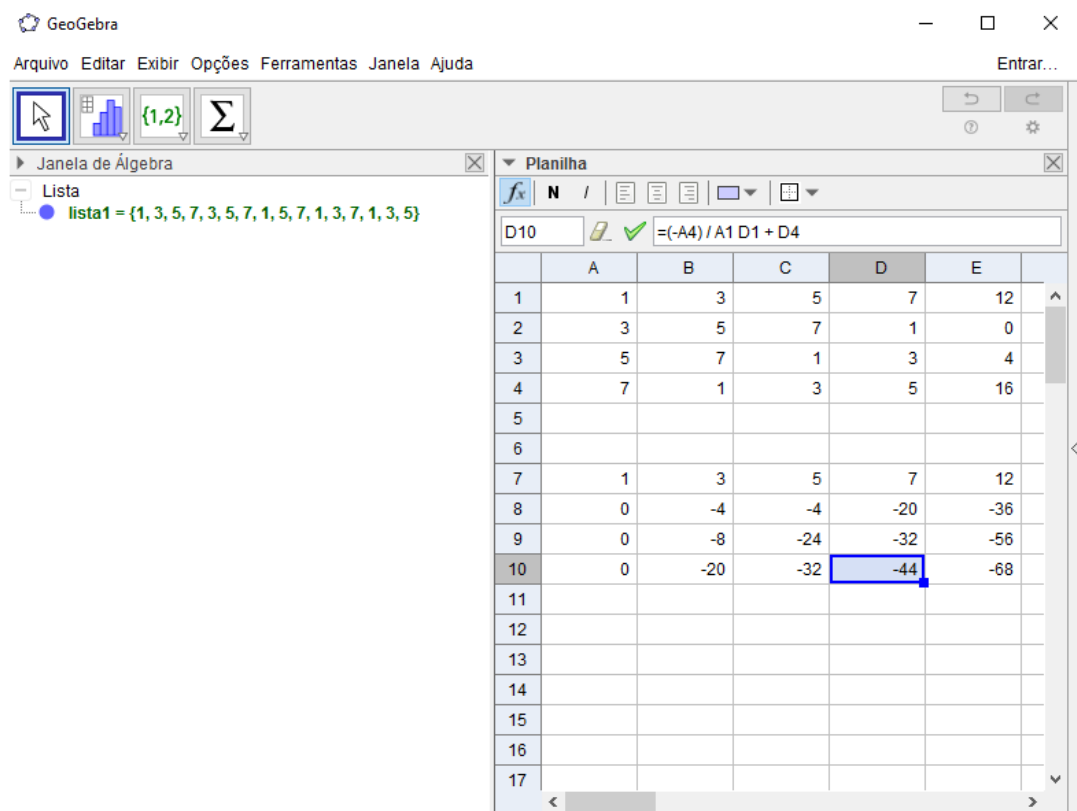 GeoGebra
Arquivo Editar Exibir Opções Ferramentas Janela Ajuda Entrar...
{1,2} Σ
Janela de Álgebra
Lista
lista1 = {1, 3, 5, 7, 3, 5, 7, 1, 5, 7, 1, 3, 7, 1, 3, 5}
Planilha
fx N I
D10 =(-A4) / A1 D1 + D4
A B C D E
1 1 3 5 7 12
2 3 5 7 1 0
3 5 7 1 3 4
4 7 1 3 5 16
5
6
7 1 3 5 7 12
8 0 -4 -4 -20 -36
9 0 -8 -24 -32 -56
10 0 -20 -32 -44 -68
11
12
13
14
15
16
17